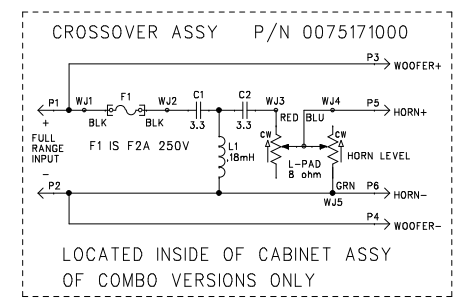 CROSSOVER ASSY P/N 0075171000
P3 WOOFER+
P1 WJ1 F1 WJ2 C1 C2 WJ3 WJ4 P5 HORN+
+ BLK BLK 3.3 3.3 RED BLU
FULL
RANGE
INPUT
F1 IS F2A 250V
L1
.18mH
CW CW
L-PAD
8 ohm
HORN LEVEL
-
P2 GRN P6 HORN-
WJ5
P4 WOOFER-
LOCATED INSIDE OF CABINET ASSY
OF COMBO VERSIONS ONLY